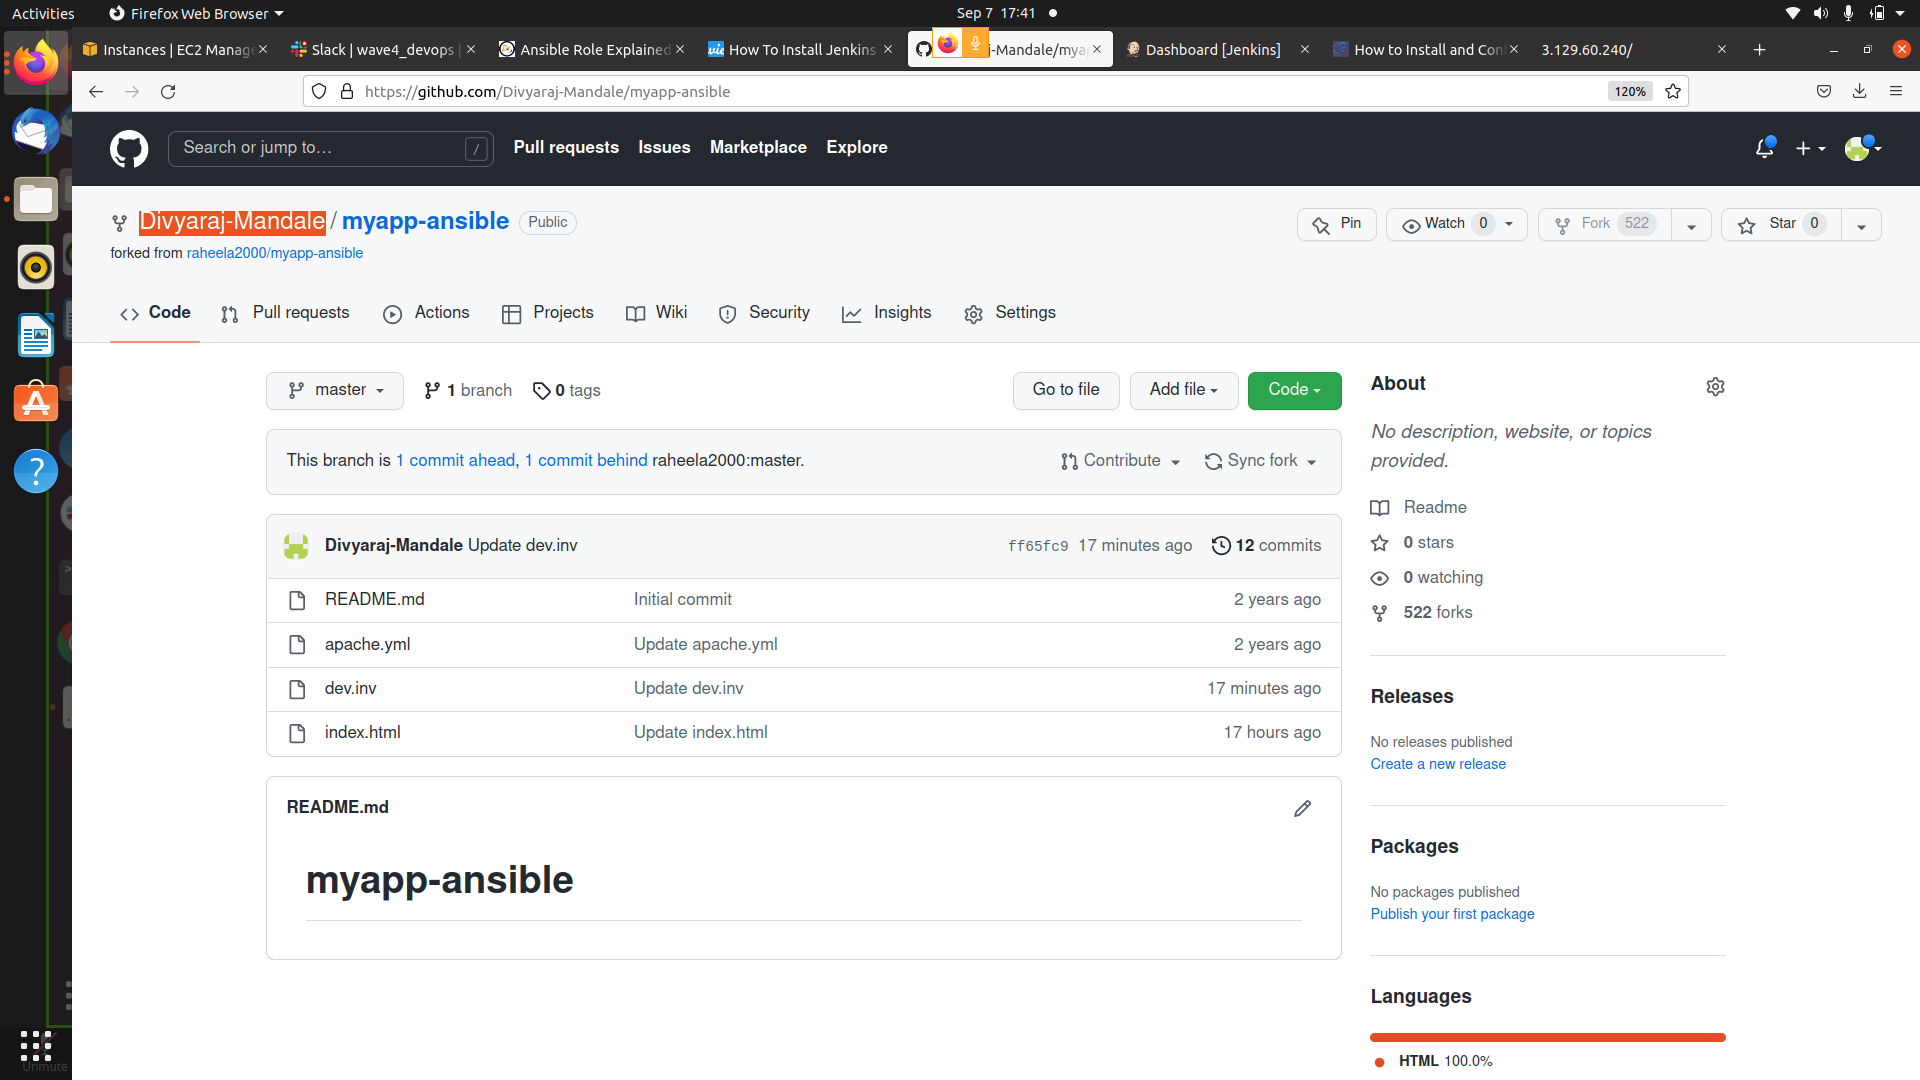 Activities Firefox Web Browser Sep 7 17:41
Instances | EC2 Manage Slack | wave4_devops | Ansible Role Explained How To Install Jenkins j-Mandale/myap Dashboard [Jenkins] How to Install and Conf 3.129.60.240/
https://github.com/Divyaraj-Mandale/myapp-ansible 120%
Search or jump to… / Pull requests Issues Marketplace Explore
Divyaraj-Mandale / myapp-ansible Public Pin Watch 0 Fork 522 Star 0
forked from raheela2000/myapp-ansible
Code Pull requests Actions Projects Wiki Security Insights Settings
master 1 branch 0 tags Go to file Add file Code
This branch is 1 commit ahead, 1 commit behind raheela2000:master. Contribute Sync fork
Divyaraj-Mandale Update dev.inv ff65fc9 17 minutes ago 12 commits
README.md Initial commit 2 years ago
apache.yml Update apache.yml 2 years ago
dev.inv Update dev.inv 17 minutes ago
index.html Update index.html 17 hours ago
README.md
myapp-ansible
About
No description, website, or topics
provided.
Readme
0 stars
0 watching
522 forks
Releases
No releases published
Create a new release
Packages
No packages published
Publish your first package
Languages
HTML 100.0%
Unmute